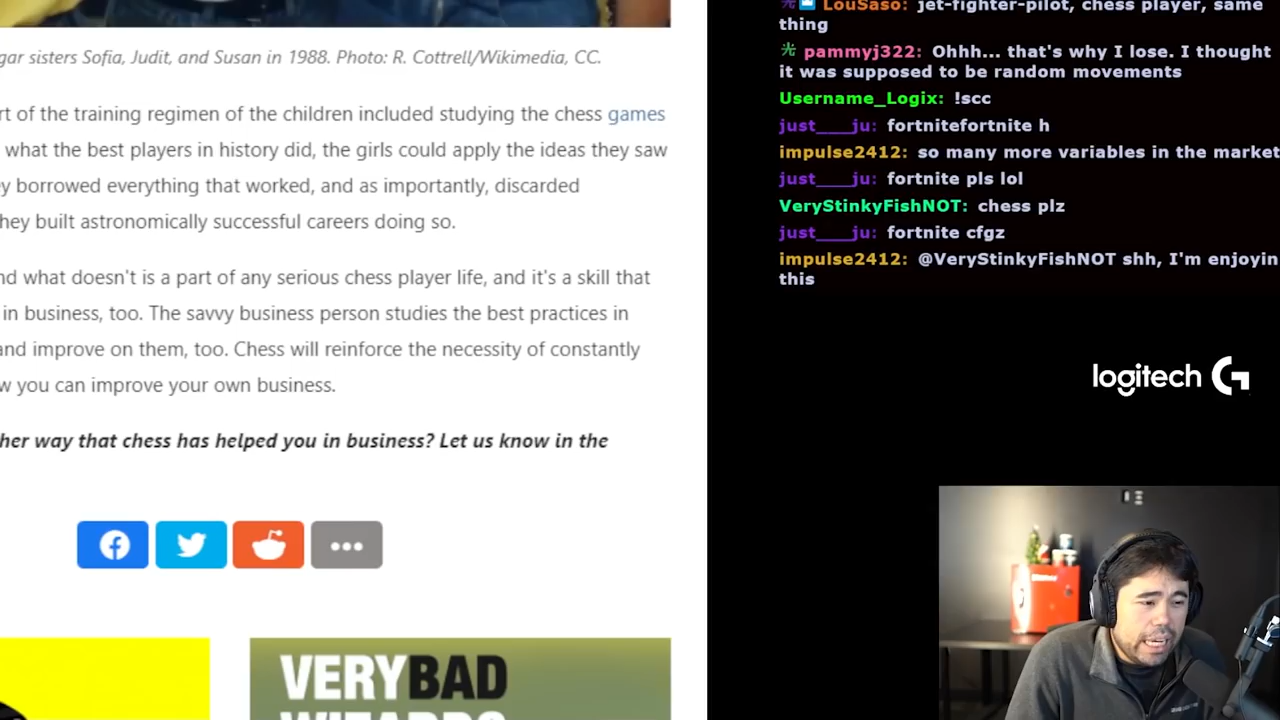 gar sisters Sofia, Judit, and Susan in 1988. Photo: R. Cottrell/Wikimedia, CC.
rt of the training regimen of the children included studying the chess games
what the best players in history did, the girls could apply the ideas they saw
y borrowed everything that worked, and as importantly, discarded
hey built astronomically successful careers doing so.
nd what doesn't is a part of any serious chess player life, and it's a skill that
in business, too. The savvy business person studies the best practices in
and improve on them, too. Chess will reinforce the necessity of constantly
w you can improve your own business.
her way that chess has helped you in business? Let us know in the
VERYBAD
WIZARDS
LouSaso: jet-fighter-pilot, chess player, same
thing
pammyj322: Ohhh... that's why I lose. I thought
it was supposed to be random movements
Username_Logix: !scc
just___ju: fortnitefortnite h
impulse2412: so many more variables in the market
just___ju: fortnite pls lol
VeryStinkyFishNOT: chess plz
just___ju: fortnite cfgz
impulse2412: @VeryStinkyFishNOT shh, I'm enjoyin
this
logitech G